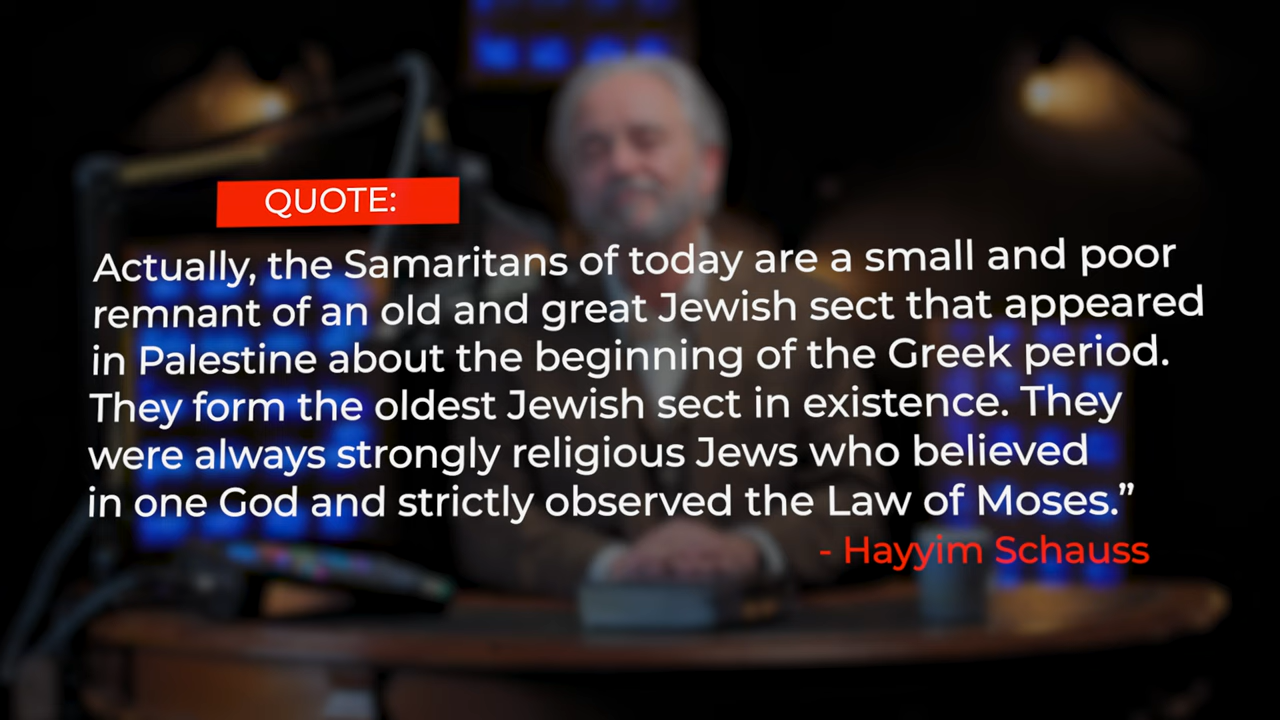 QUOTE:
Actually, the Samaritans of today are a small and poor
remnant of an old and great Jewish sect that appeared
in Palestine about the beginning of the Greek period.
They form the oldest Jewish sect in existence. They
were always strongly religious Jews who believed
in one God and strictly observed the Law of Moses.”
- Hayyim Schauss